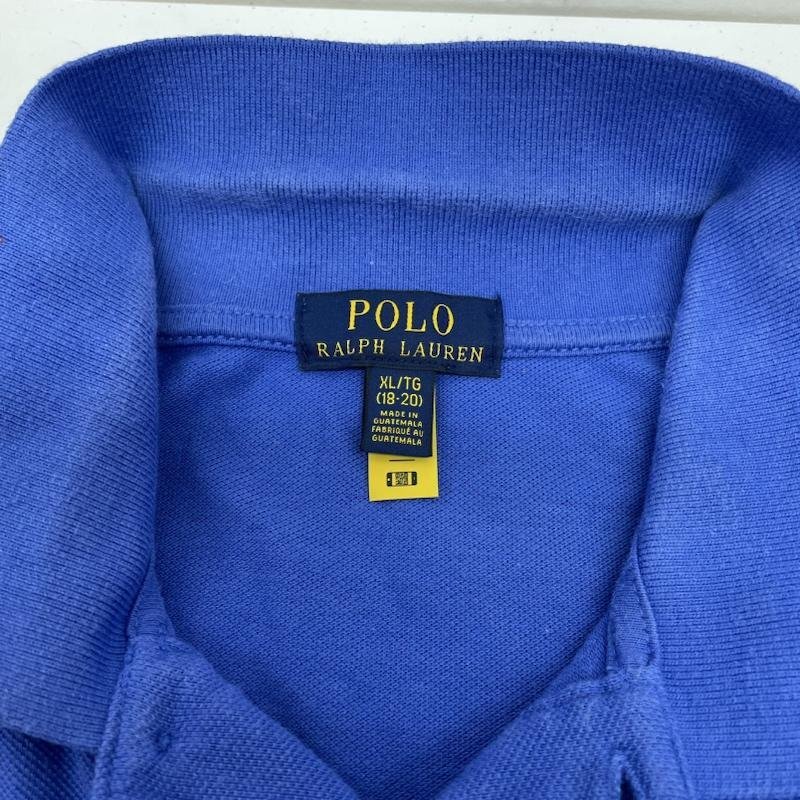 POLO
RALPH LAUREN
XL/TG
(18-20)
MADE IN
GUATEMALA
FABRIQUÉ AU
GUATEMALA